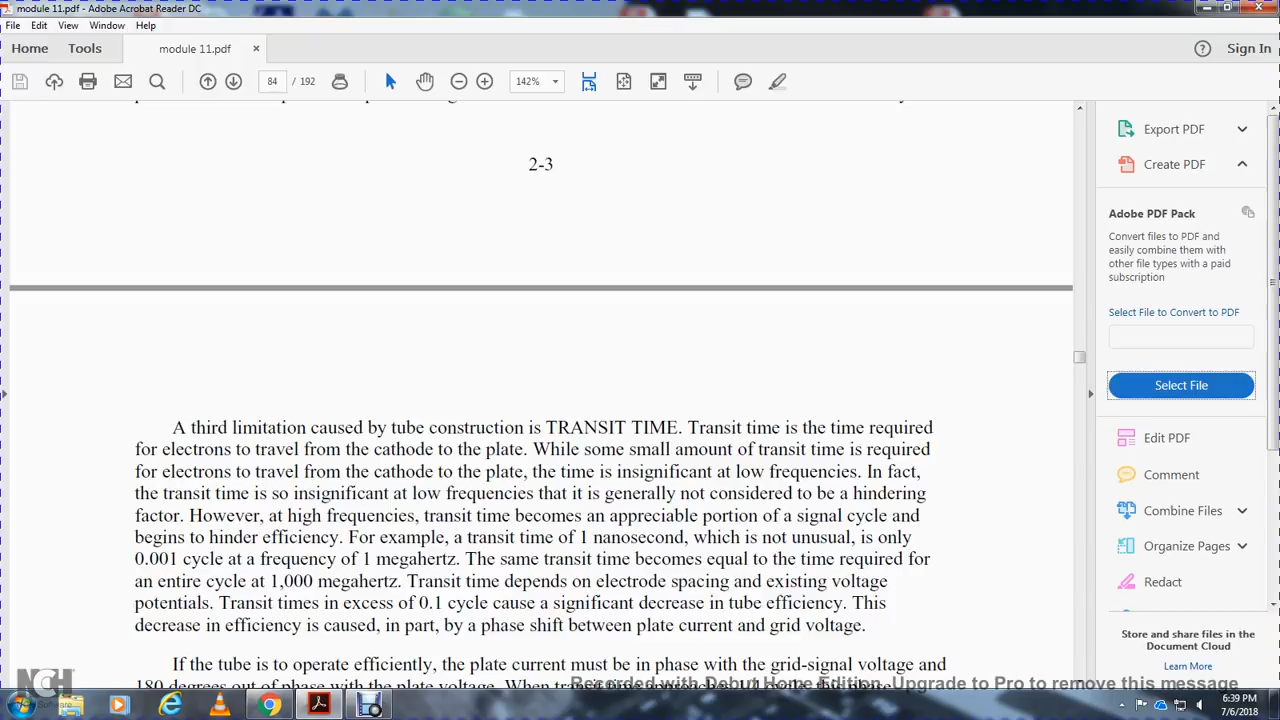 module 11.pdf - Adobe Acrobat Reader DC
File Edit View Window Help
Home Tools module 11.pdf × Sign In
84 / 192 142%
2-3
A third limitation caused by tube construction is TRANSIT TIME. Transit time is the time required
for electrons to travel from the cathode to the plate. While some small amount of transit time is required
for electrons to travel from the cathode to the plate, the time is insignificant at low frequencies. In fact,
the transit time is so insignificant at low frequencies that it is generally not considered to be a hindering
factor. However, at high frequencies, transit time becomes an appreciable portion of a signal cycle and
begins to hinder efficiency. For example, a transit time of 1 nanosecond, which is not unusual, is only
0.001 cycle at a frequency of 1 megahertz. The same transit time becomes equal to the time required for
an entire cycle at 1,000 megahertz. Transit time depends on electrode spacing and existing voltage
potentials. Transit times in excess of 0.1 cycle cause a significant decrease in tube efficiency. This
decrease in efficiency is caused, in part, by a phase shift between plate current and grid voltage.
If the tube is to operate efficiently, the plate current must be in phase with the grid-signal voltage and
180 degrees out of phase with the plate voltage. When
Export PDF
Create PDF
Adobe PDF Pack
Convert files to PDF and
easily combine them with
other file types with a paid
subscription
Select File to Convert to PDF
Select File
Edit PDF
Comment
Combine Files
Organize Pages
Redact
Store and share files in the
Document Cloud
Learn More
NCH
Software
Recorded with Debut Home Edition. Upgrade to Pro to remove this message
6:39 PM
7/6/2018